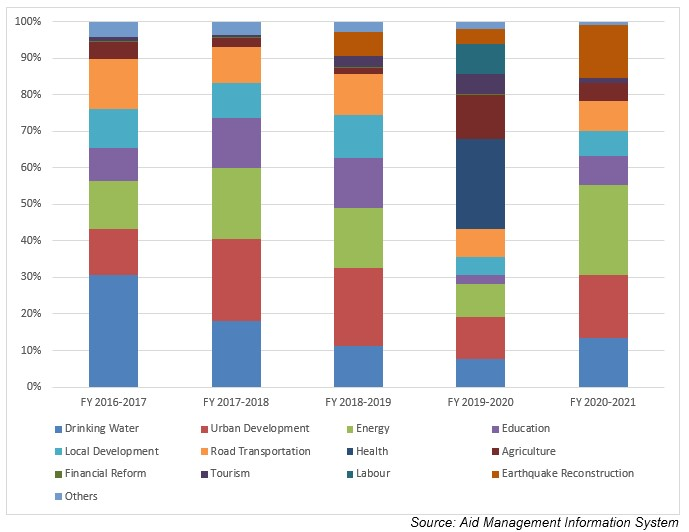 100%
90%
80%
70%
60%
50%
40%
30%
20%
10%
0%
FY 2016-2017 FY 2017-2018 FY 2018-2019 FY 2019-2020 FY 2020-2021
Drinking Water Urban Development Energy Education
Local Development Road Transportation Health Agriculture
Financial Reform Tourism Labour Earthquake Reconstruction
Others
Source: Aid Management Information System